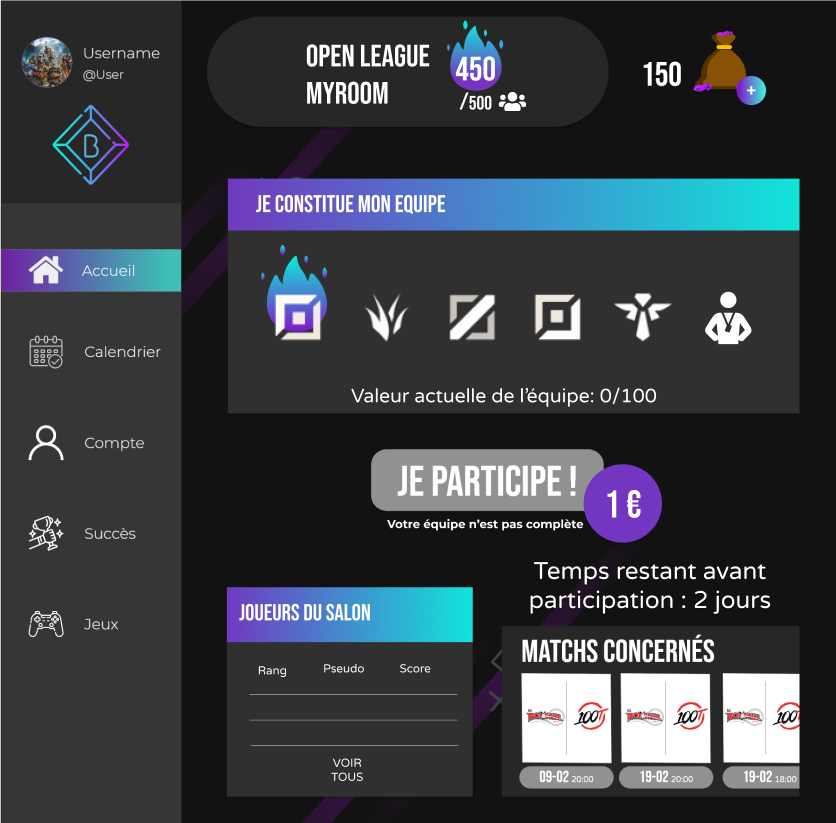 Username
@User
B
Accueil
Calendrier
Compte
Succès
Jeux
OPEN LEAGUE
MYROOM
450
/500
150
+
JE CONSTITUE MON EQUIPE
Valeur actuelle de l'équipe: 0/100
JE PARTICIPE !
1 €
Votre équipe n'est pas complète
Temps restant avant
participation : 2 jours
JOUEURS DU SALON
Rang Pseudo Score
VOIR
TOUS
MATCHS CONCERNÉS
100T 100T 100T
09-02 20:00 19-02 20:00 19-02 18:00